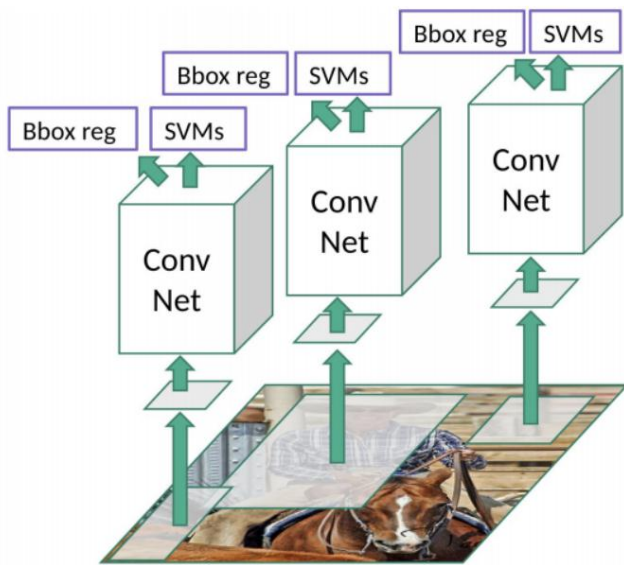 Bbox reg
SVMs
Bbox reg
SVMs
Bbox reg
SVMs
Conv
Net
Conv
Net
Conv
Net